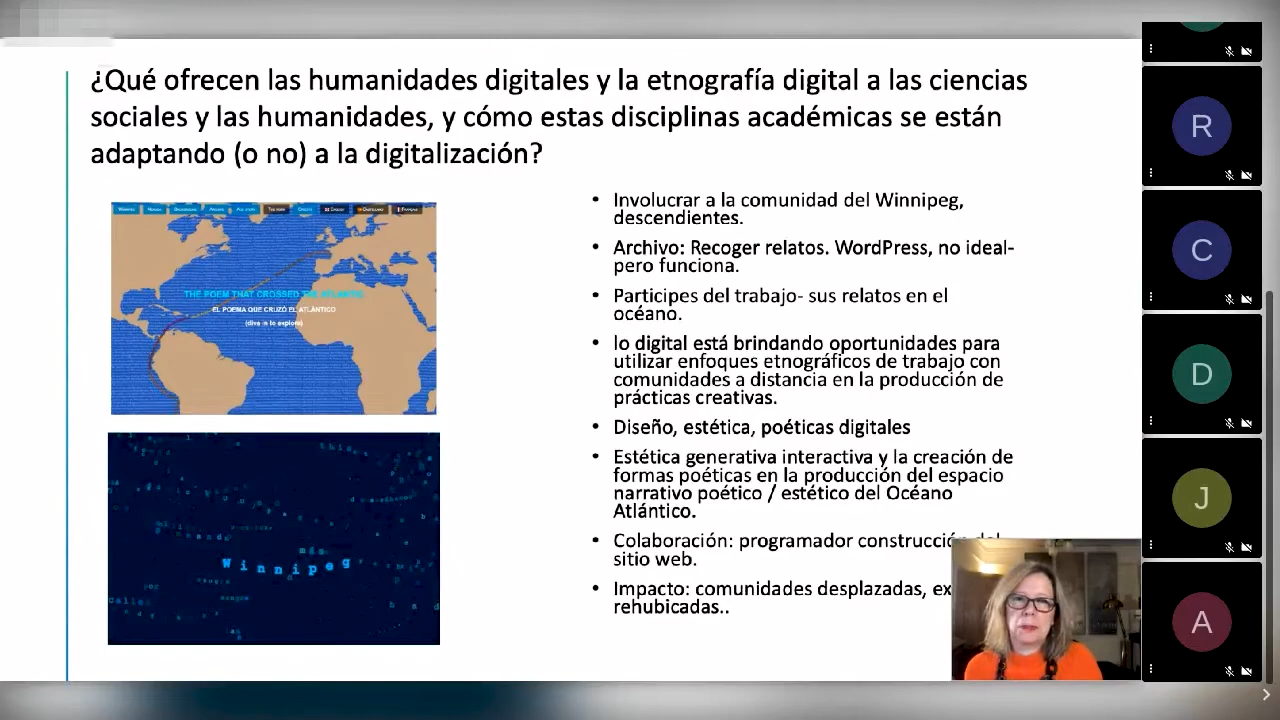 ¿Qué ofrecen las humanidades digitales y la etnografía digital a las ciencias
sociales y las humanidades, y cómo estas disciplinas académicas se están
adaptando (o no) a la digitalización?
THE POEM THAT CROSSED THE ATLANTIC
EL POEMA QUE CRUZÓ EL ATLÁNTICO
(dive in to explore)
más
Winnipeg
por
• Involucrar a la comunidad del Winnipeg,
descendientes.
• Archivo: Recoger relatos. WordPress, no ideal-
pero funciona.
• Participes del trabajo- sus relatos en el
océano.
• lo digital está brindando oportunidades para
utilizar enfoques etnográficos de trabajo con
comunidades a distancia en la producción de
prácticas creativas.
• Diseño, estética, poéticas digitales
• Estética generativa interactiva y la creación de
formas poéticas en la producción del espacio
narrativo poético / estético del Océano
Atlántico.
• Colaboración: programador construcción del
sitio web.
• Impacto: comunidades desplazadas, ex
rehubicadas..
R
C
D
J
A